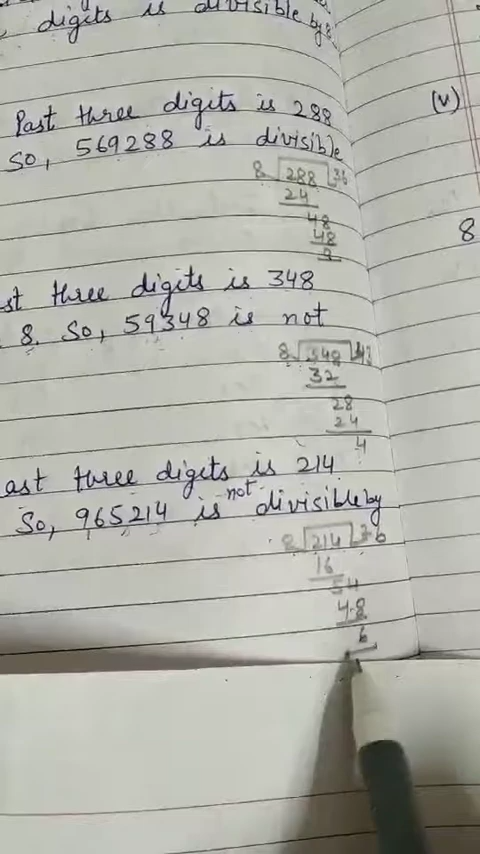 digits is divisible by 8.
(v)
Past three digits is 288
So, 569288 is divisible
8 288 36
24
48
48
0
8
st three digits is 348
8. So, 59348 is not
8 348 43
32
28
24
4
ast three digits is 214
So, 965214 is not divisible by
8 214 26
16
54
48
6